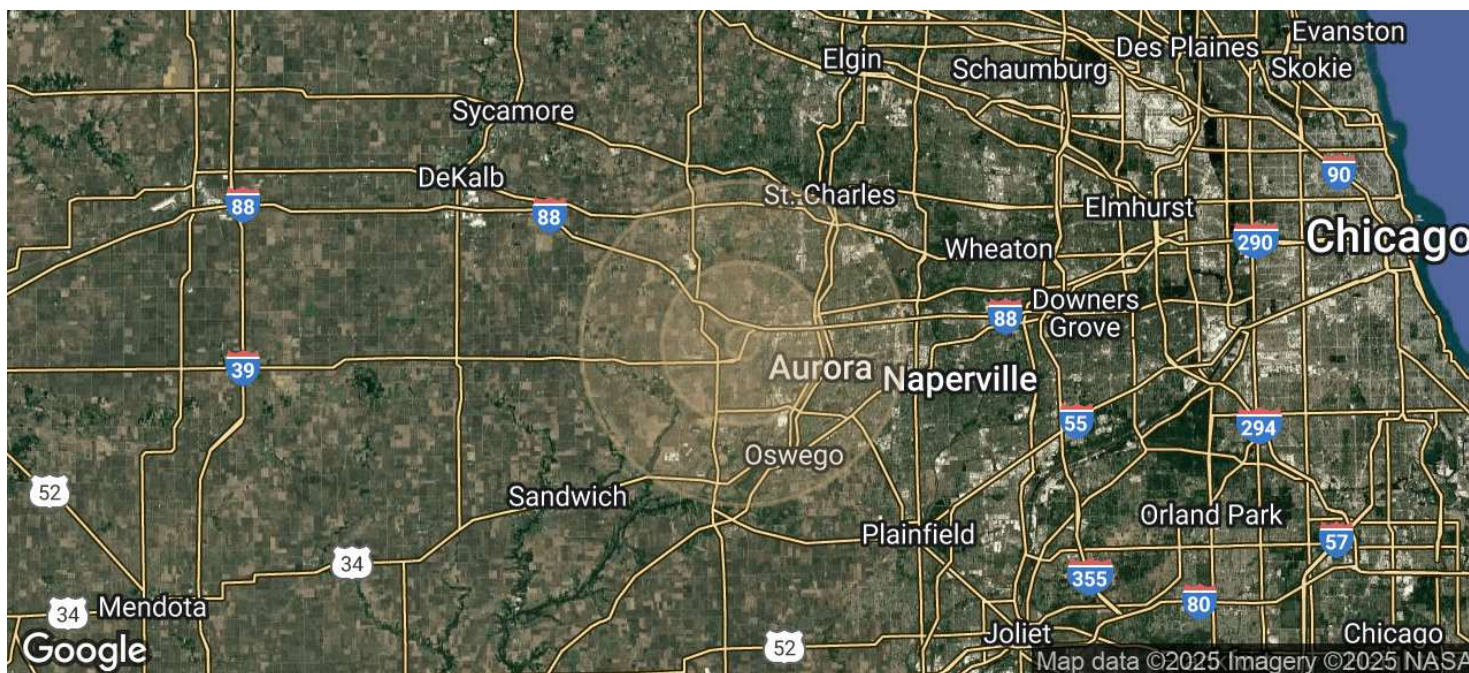 Evanston
Des Plaines
Elgin
Schaumburg
Skokie
Sycamore
90
DeKalb
St. Charles
88
88
Elmhurst
290
Chicago
Wheaton
88
Downers
Grove
39
Aurora
Naperville
55
294
Oswego
52
Sandwich
Orland Park
Plainfield
57
34
355
80
34
Mendota
Joliet
Chicago
52
Google
Map data ©2025 Imagery ©2025 NASA